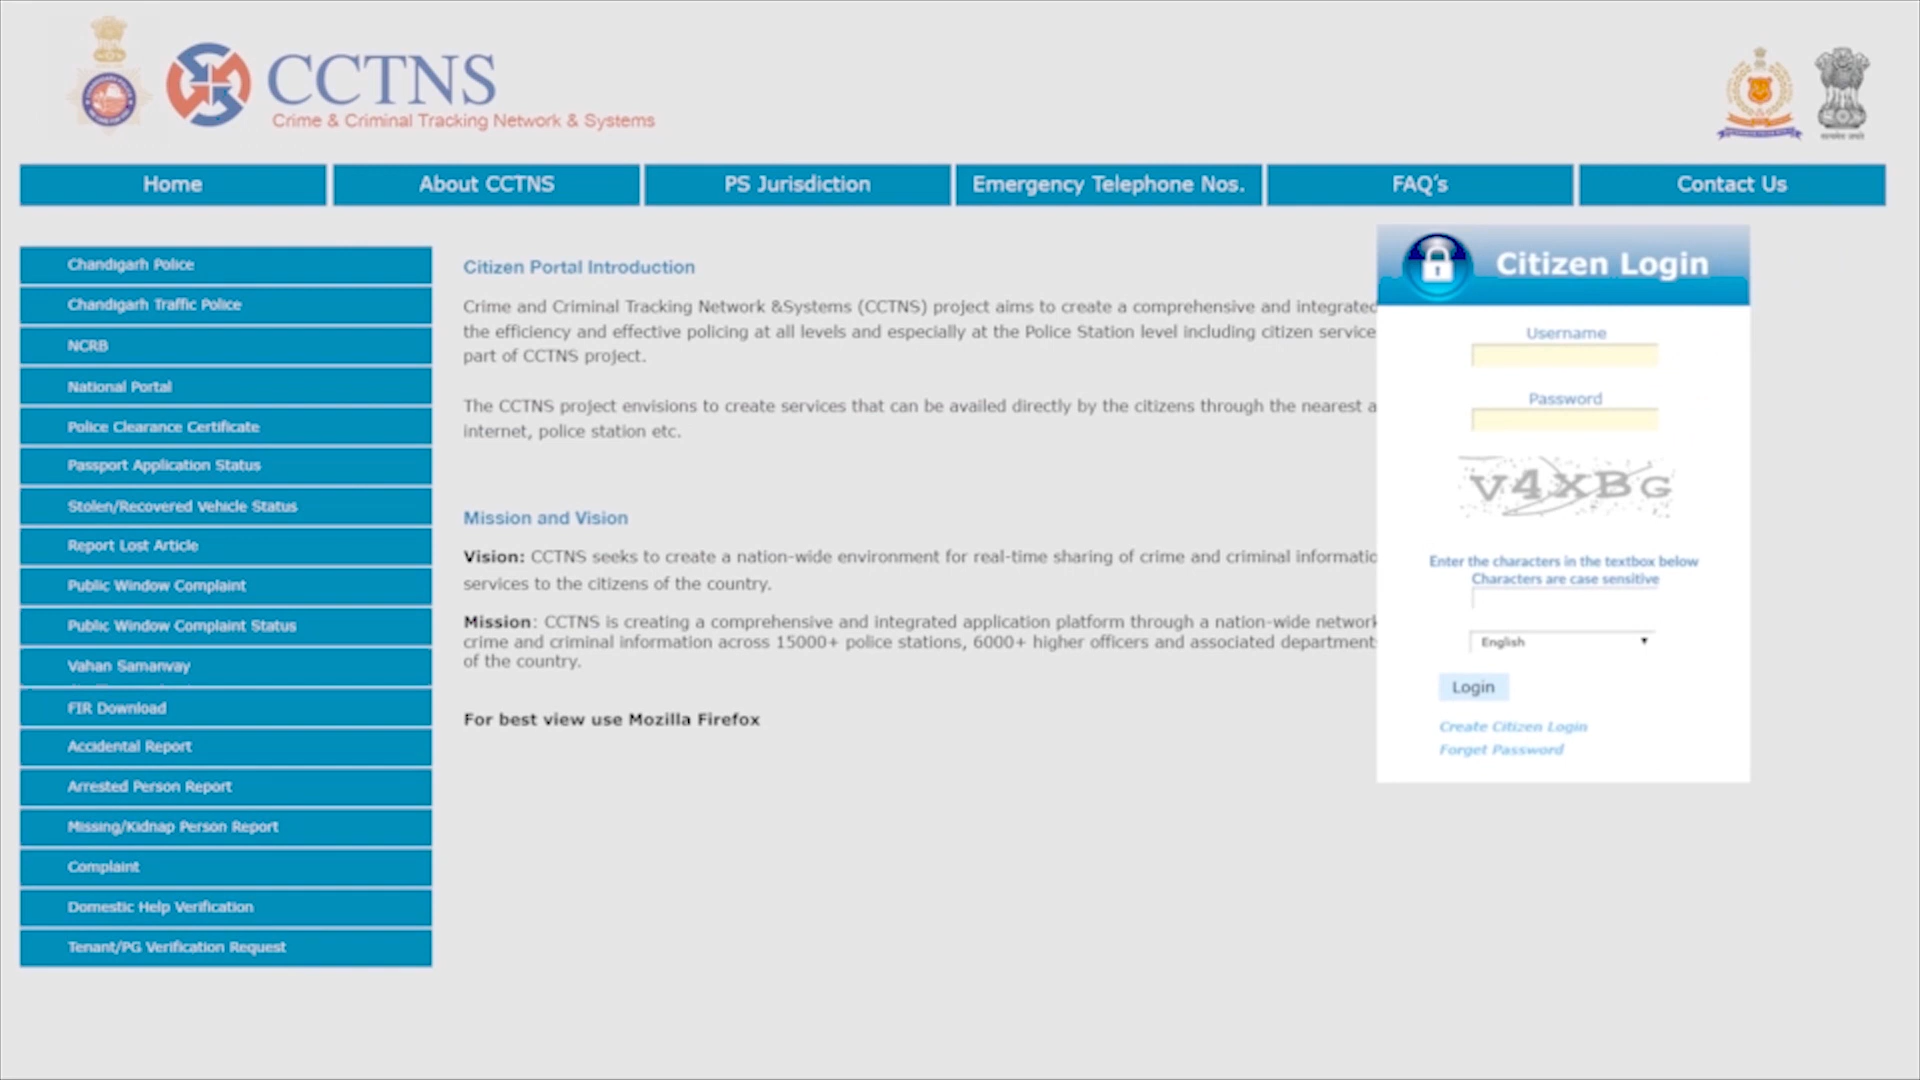 CCTNS
Crime & Criminal Tracking Network & Systems
Home
About CCTNS
PS Jurisdiction
Emergency Telephone Nos.
FAQ's
Contact Us
Chandigarh Police
Chandigarh Traffic Police
NCRB
National Portal
Police Clearance Certificate
Passport Application Status
Stolen/Recovered Vehicle Status
Report Lost Article
Public Window Complaint
Public Window Complaint Status
Vahan Samanvay
FIR Download
Accidental Report
Arrested Person Report
Missing/Kidnap Person Report
Complaint
Domestic Help Verification
Tenant/PG Verification Request
Citizen Portal Introduction
Crime and Criminal Tracking Network &Systems (CCTNS) project aims to create a comprehensive and integrated
the efficiency and effective policing at all levels and especially at the Police Station level including citizen service
part of CCTNS project.
The CCTNS project envisions to create services that can be availed directly by the citizens through the nearest a
internet, police station etc.
Mission and Vision
Vision: CCTNS seeks to create a nation-wide environment for real-time sharing of crime and criminal informatio
services to the citizens of the country.
Mission: CCTNS is creating a comprehensive and integrated application platform through a nation-wide network
crime and criminal information across 15000+ police stations, 6000+ higher officers and associated department
of the country.
For best view use Mozilla Firefox
Citizen Login
Username
Password
V4XBG
Enter the characters in the textbox below
Characters are case sensitive
English
Login
Create Citizen Login
Forget Password